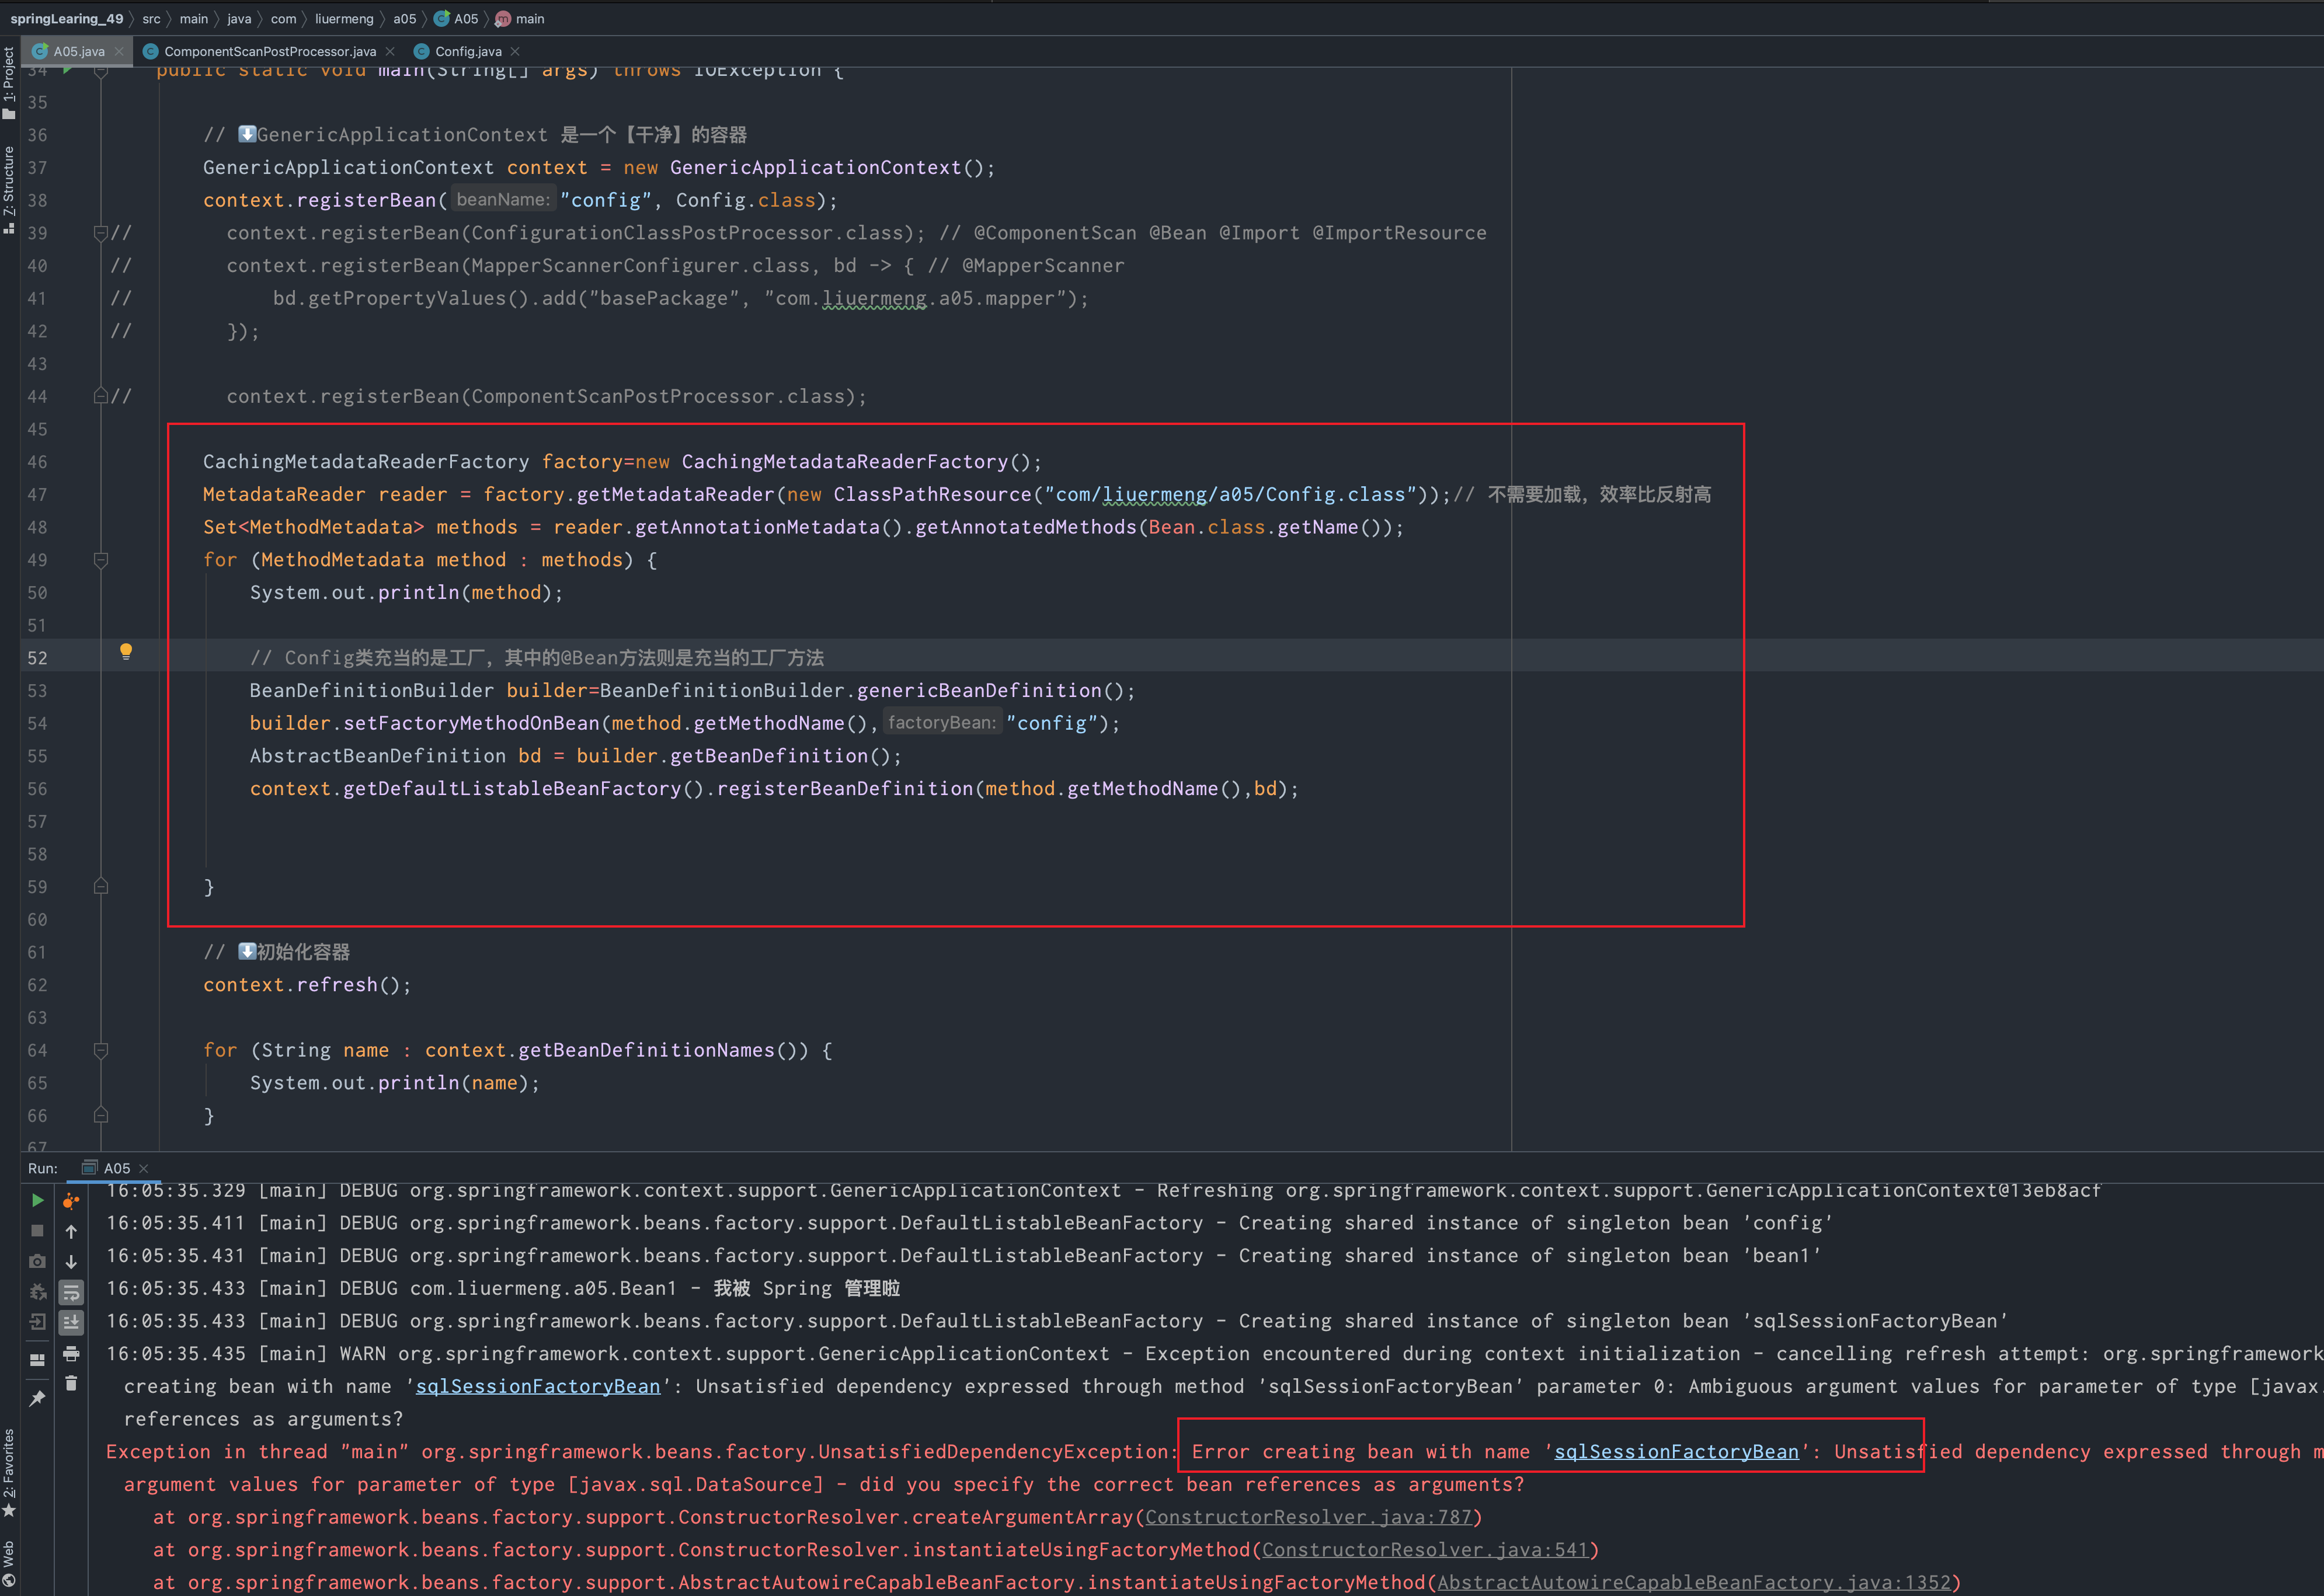 springLearing_49 〉 src 〉 main 〉 java 〉 com 〉 liuermeng 〉 a05 〉 A05 〉 main
A05.java ComponentScanPostProcessor.java Config.java
1: Project
7: Structure
34 public static void main(String[] args) throws IOException {
35
36 // ⬇️GenericApplicationContext 是一个【干净】的容器
37 GenericApplicationContext context = new GenericApplicationContext();
38 context.registerBean( beanName: "config", Config.class);
39 // context.registerBean(ConfigurationClassPostProcessor.class); // @ComponentScan @Bean @Import @ImportResource
40 // context.registerBean(MapperScannerConfigurer.class, bd -> { // @MapperScanner
41 // bd.getPropertyValues().add("basePackage", "com.liuermeng.a05.mapper");
42 // });
43
44 // context.registerBean(ComponentScanPostProcessor.class);
45
46 CachingMetadataReaderFactory factory=new CachingMetadataReaderFactory();
47 MetadataReader reader = factory.getMetadataReader(new ClassPathResource("com/liuermeng/a05/Config.class"));// 不需要加载，效率比反射高
48 Set<MethodMetadata> methods = reader.getAnnotationMetadata().getAnnotatedMethods(Bean.class.getName());
49 for (MethodMetadata method : methods) {
50 System.out.println(method);
51
52 // Config类充当的是工厂，其中的@Bean方法则是充当的工厂方法
53 BeanDefinitionBuilder builder=BeanDefinitionBuilder.genericBeanDefinition();
54 builder.setFactoryMethodOnBean(method.getMethodName(), factoryBean: "config");
55 AbstractBeanDefinition bd = builder.getBeanDefinition();
56 context.getDefaultListableBeanFactory().registerBeanDefinition(method.getMethodName(),bd);
57
58
59 }
60
61 // ⬇️初始化容器
62 context.refresh();
63
64 for (String name : context.getBeanDefinitionNames()) {
65 System.out.println(name);
66 }
67
Run: A05
16:05:35.329 [main] DEBUG org.springframework.context.support.GenericApplicationContext - Refreshing org.springframework.context.support.GenericApplicationContext@13eb8acf
16:05:35.411 [main] DEBUG org.springframework.beans.factory.support.DefaultListableBeanFactory - Creating shared instance of singleton bean 'config'
16:05:35.431 [main] DEBUG org.springframework.beans.factory.support.DefaultListableBeanFactory - Creating shared instance of singleton bean 'bean1'
16:05:35.433 [main] DEBUG com.liuermeng.a05.Bean1 - 我被 Spring 管理啦
16:05:35.433 [main] DEBUG org.springframework.beans.factory.support.DefaultListableBeanFactory - Creating shared instance of singleton bean 'sqlSessionFactoryBean'
16:05:35.435 [main] WARN org.springframework.context.support.GenericApplicationContext - Exception encountered during context initialization - cancelling refresh attempt: org.springframework
creating bean with name 'sqlSessionFactoryBean': Unsatisfied dependency expressed through method 'sqlSessionFactoryBean' parameter 0: Ambiguous argument values for parameter of type [javax.
references as arguments?
Exception in thread "main" org.springframework.beans.factory.UnsatisfiedDependencyException: Error creating bean with name 'sqlSessionFactoryBean': Unsatisfied dependency expressed through m
argument values for parameter of type [javax.sql.DataSource] - did you specify the correct bean references as arguments?
at org.springframework.beans.factory.support.ConstructorResolver.createArgumentArray(ConstructorResolver.java:787)
at org.springframework.beans.factory.support.ConstructorResolver.instantiateUsingFactoryMethod(ConstructorResolver.java:541)
at org.springframework.beans.factory.support.AbstractAutowireCapableBeanFactory.instantiateUsingFactoryMethod(AbstractAutowireCapableBeanFactory.java:1352)
2: Favorites
Web